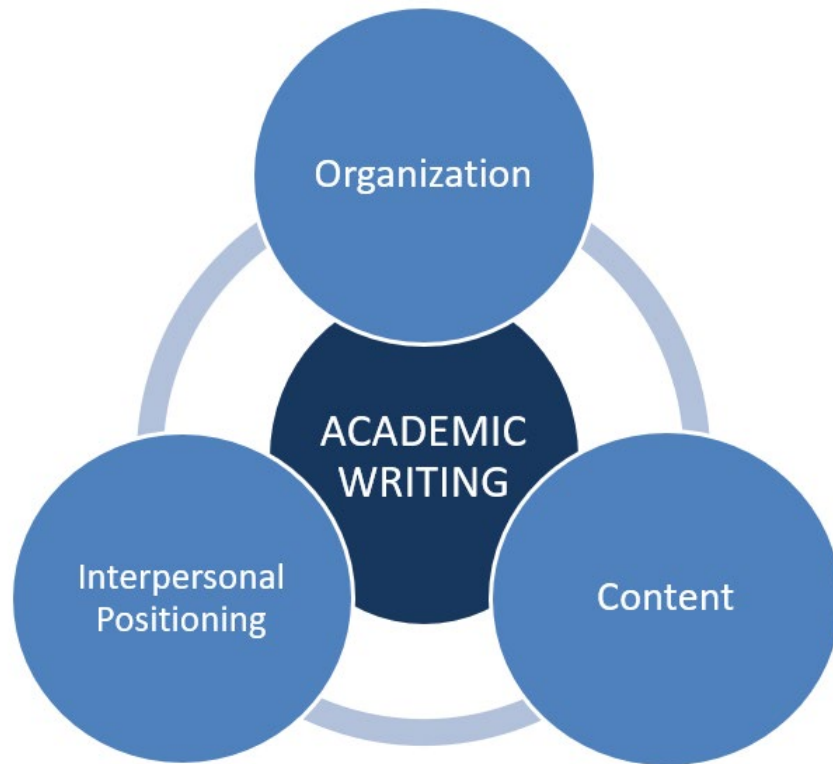 Organization
ACADEMIC
WRITING
Interpersonal
Positioning
Content